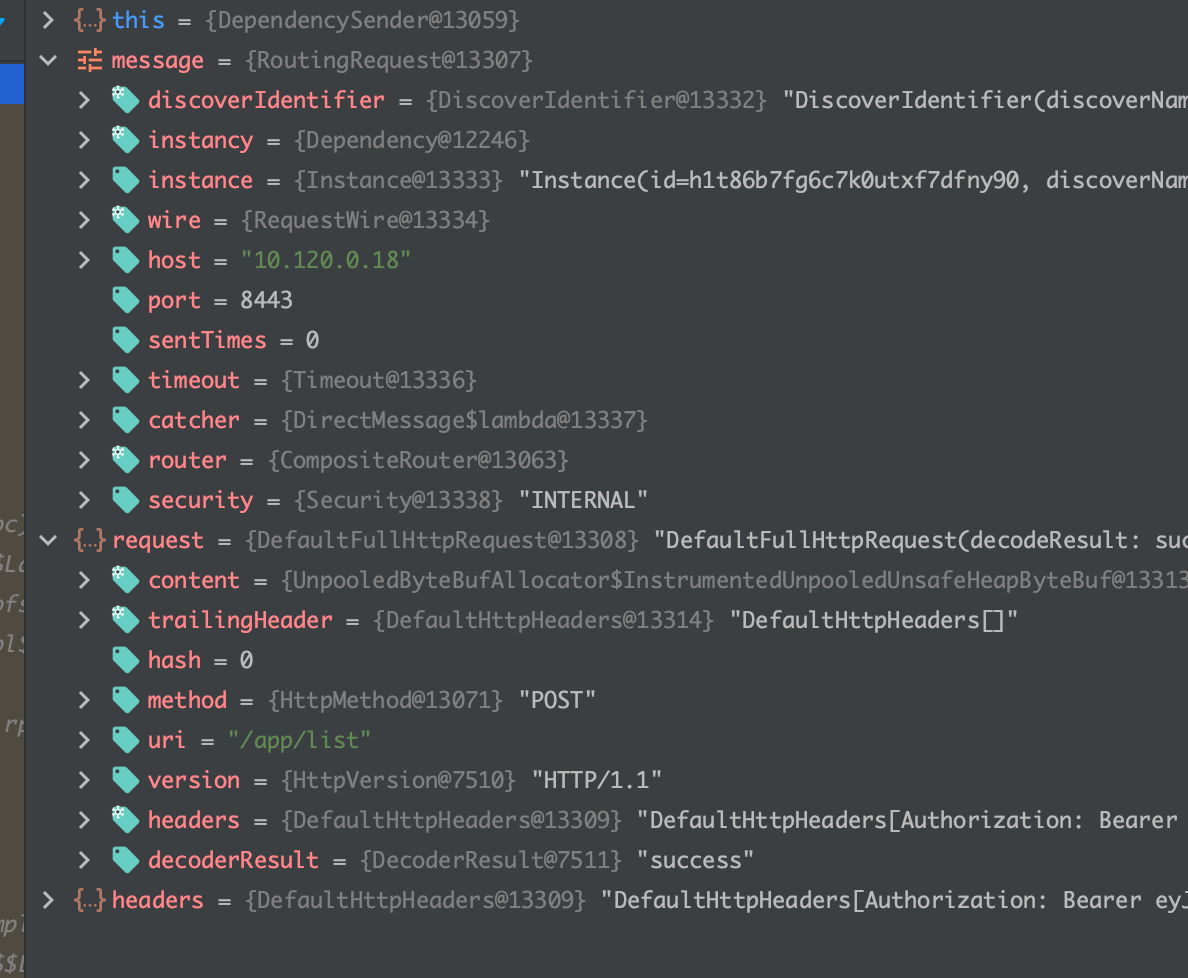 {...} this = {DependencySender@13059}
message = {RoutingRequest@13307}
discoverIdentifier = {DiscoverIdentifier@13332} "DiscoverIdentifier(discoverNam
instancy = {Dependency@12246}
instance = {Instance@13333} "Instance(id=h1t86b7fg6c7k0utxf7dfny90, discoverNam
wire = {RequestWire@13334}
host = "10.120.0.18"
port = 8443
sentTimes = 0
timeout = {Timeout@13336}
catcher = {DirectMessage$lambda@13337}
router = {CompositeRouter@13063}
security = {Security@13338} "INTERNAL"
{...} request = {DefaultFullHttpRequest@13308} "DefaultFullHttpRequest(decodeResult: suc
content = {UnpooledByteBufAllocator$InstrumentedUnpooledUnsafeHeapByteBuf@13313
trailingHeader = {DefaultHttpHeaders@13314} "DefaultHttpHeaders[]"
hash = 0
method = {HttpMethod@13071} "POST"
uri = "/app/list"
version = {HttpVersion@7510} "HTTP/1.1"
headers = {DefaultHttpHeaders@13309} "DefaultHttpHeaders[Authorization: Bearer
decoderResult = {DecoderResult@7511} "success"
{...} headers = {DefaultHttpHeaders@13309} "DefaultHttpHeaders[Authorization: Bearer eyJ